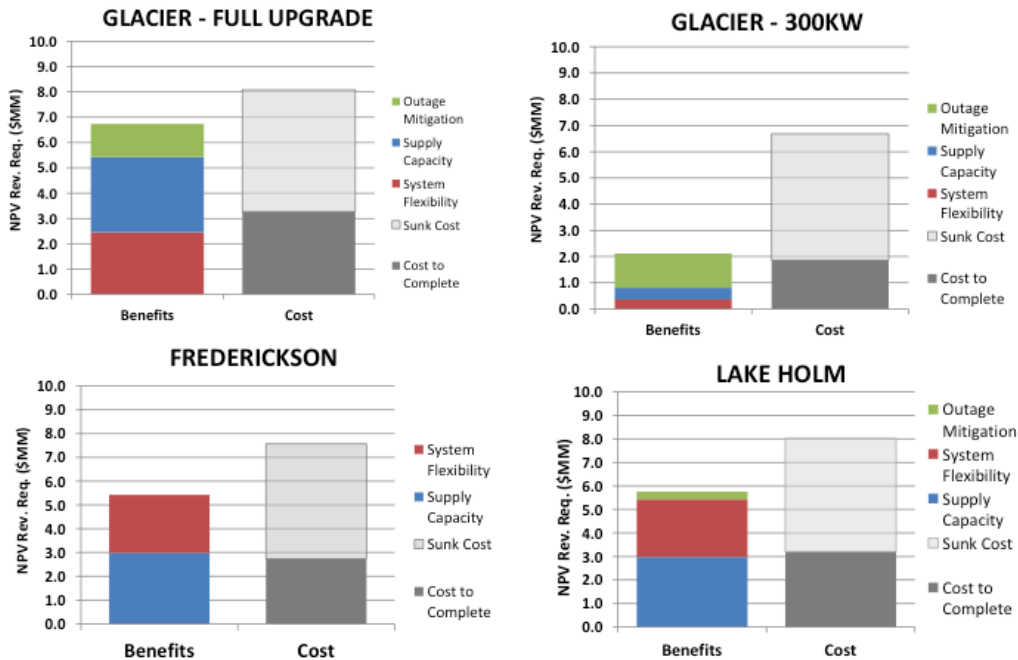 GLACIER - FULL UPGRADE
NPV Rev. Req. ($MM)
10.0
9.0
8.0
7.0
6.0
5.0
4.0
3.0
2.0
1.0
0.0
Benefits
Cost
Outage
Mitigation
Supply
Capacity
System
Flexibility
Sunk Cost
Cost to
Complete
GLACIER - 300KW
NPV Rev. Req. ($MM)
10.0
9.0
8.0
7.0
6.0
5.0
4.0
3.0
2.0
1.0
0.0
Benefits
Cost
Outage
Mitigation
Supply
Capacity
System
Flexibility
Sunk Cost
Cost to
Complete
FREDERICKSON
NPV Rev. Req. ($MM)
10.0
9.0
8.0
7.0
6.0
5.0
4.0
3.0
2.0
1.0
0.0
Benefits
Cost
System
Flexibility
Supply
Capacity
Sunk Cost
Cost to
Complete
LAKE HOLM
NPV Rev. Req. ($MM)
10.0
9.0
8.0
7.0
6.0
5.0
4.0
3.0
2.0
1.0
0.0
Benefits
Cost
Outage
Mitigation
System
Flexibility
Supply
Capacity
Sunk Cost
Cost to
Complete